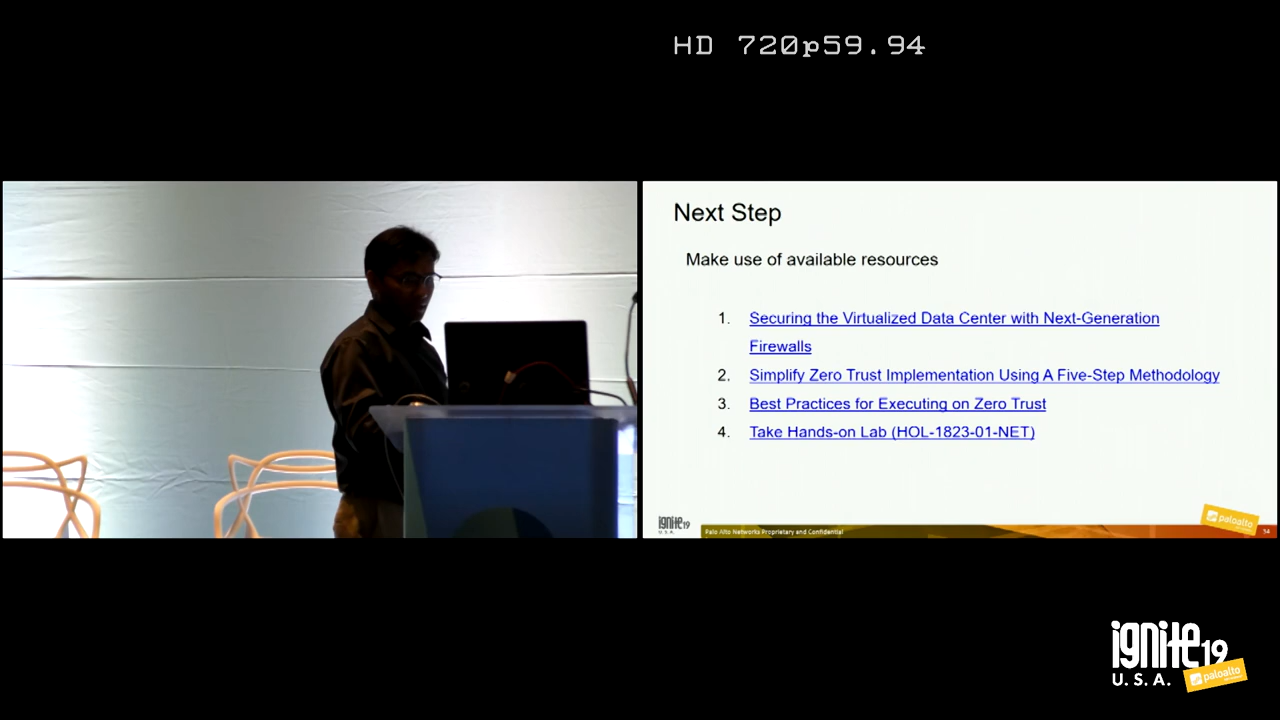 HD 720p59.94
Next Step
Make use of available resources
1. Securing the Virtualized Data Center with Next-Generation
Firewalls
2. Simplify Zero Trust Implementation Using A Five-Step Methodology
3. Best Practices for Executing on Zero Trust
4. Take Hands-on Lab (HOL-1823-01-NET)
ignite19
U.S.A.
Palo Alto Networks Proprietary and Confidential
paloalto
54
ignite19
U.S.A.
paloalto